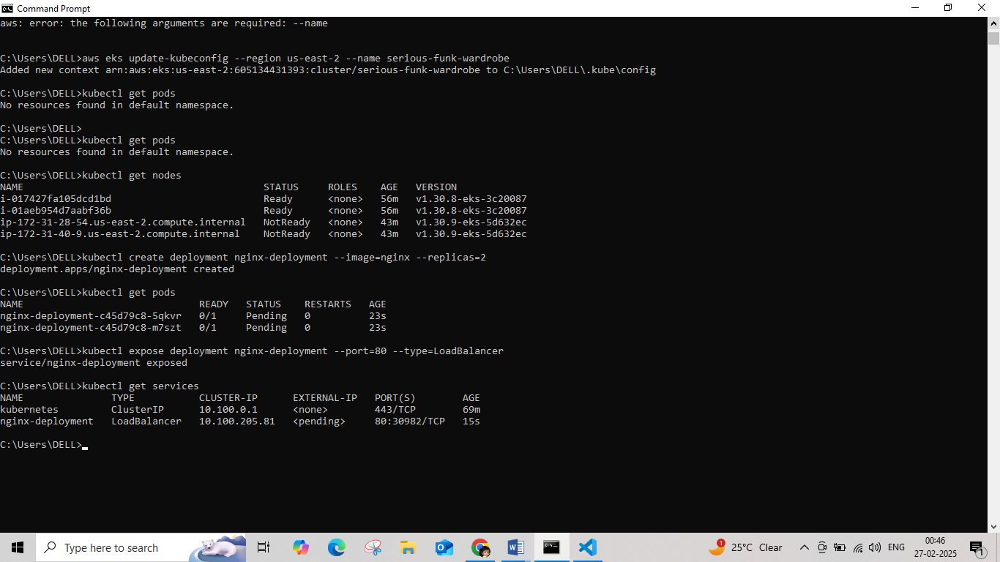 Command Prompt
aws: error: the following arguments are required: --name
C:\Users\DELL>aws eks update-kubeconfig --region us-east-2 --name serious-funk-wardrobe
Added new context arn:aws:eks:us-east-2:605134431393:cluster/serious-funk-wardrobe to C:\Users\DELL\.kube\config
C:\Users\DELL>kubectl get pods
No resources found in default namespace.
C:\Users\DELL>
C:\Users\DELL>kubectl get pods
No resources found in default namespace.
C:\Users\DELL>kubectl get nodes
NAME STATUS ROLES AGE VERSION
i-017427fa105dcd1bd Ready <none> 56m v1.30.8-eks-3c20087
i-01aeb954d7aabf36b Ready <none> 56m v1.30.8-eks-3c20087
ip-172-31-28-54.us-east-2.compute.internal NotReady <none> 43m v1.30.9-eks-5d632ec
ip-172-31-40-9.us-east-2.compute.internal NotReady <none> 43m v1.30.9-eks-5d632ec
C:\Users\DELL>kubectl create deployment nginx-deployment --image=nginx --replicas=2
deployment.apps/nginx-deployment created
C:\Users\DELL>kubectl get pods
NAME READY STATUS RESTARTS AGE
nginx-deployment-c45d79c8-5qkvr 0/1 Pending 0 23s
nginx-deployment-c45d79c8-m7szt 0/1 Pending 0 23s
C:\Users\DELL>kubectl expose deployment nginx-deployment --port=80 --type=LoadBalancer
service/nginx-deployment exposed
C:\Users\DELL>kubectl get services
NAME TYPE CLUSTER-IP EXTERNAL-IP PORT(S) AGE
kubernetes ClusterIP 10.100.0.1 <none> 443/TCP 69m
nginx-deployment LoadBalancer 10.100.205.81 <pending> 80:30982/TCP 15s
C:\Users\DELL>
Type here to search
1
25°C Clear
ENG
00:46
27-02-2025
1